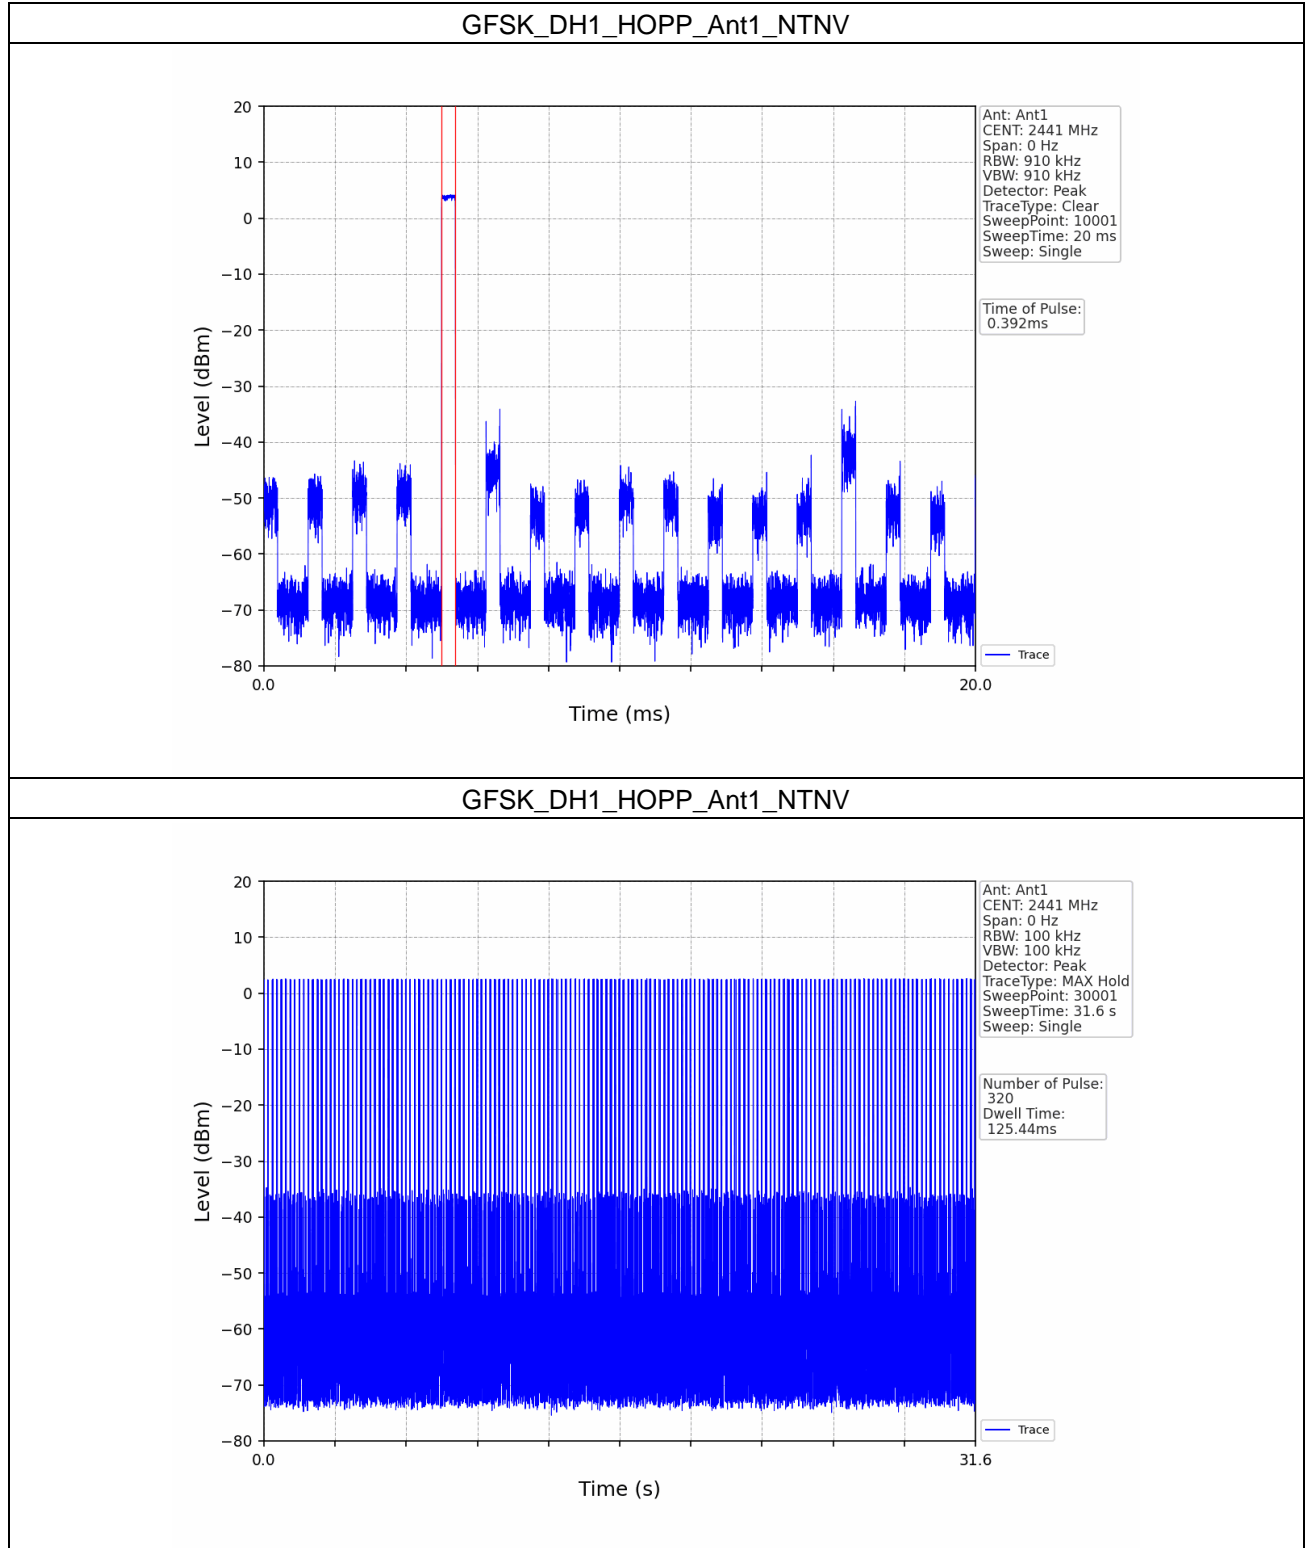 GFSK_DH1_HOPP_Ant1_NTNV
20
10
0
−10
−20
−30
−40
−50
−60
−70
−80
Level (dBm)
0.0
20.0
Time (ms)
Ant: Ant1
CENT: 2441 MHz
Span: 0 Hz
RBW: 910 kHz
VBW: 910 kHz
Detector: Peak
TraceType: Clear
SweepPoint: 10001
SweepTime: 20 ms
Sweep: Single
Time of Pulse:
0.392ms
Trace
GFSK_DH1_HOPP_Ant1_NTNV
20
10
0
−10
−20
−30
−40
−50
−60
−70
−80
Level (dBm)
0.0
31.6
Time (s)
Ant: Ant1
CENT: 2441 MHz
Span: 0 Hz
RBW: 100 kHz
VBW: 100 kHz
Detector: Peak
TraceType: MAX Hold
SweepPoint: 30001
SweepTime: 31.6 s
Sweep: Single
Number of Pulse:
320
Dwell Time:
125.44ms
Trace